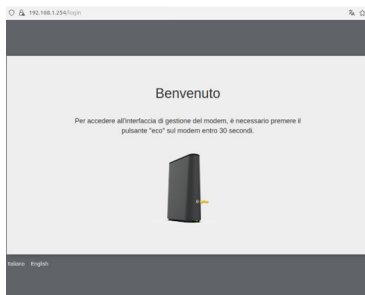 192.168.1.254/login
Benvenuto
Per accedere all'interfaccia di gestione del modem, è necessario premere il
pulsante "eco" sul modem entro 30 secondi.
Italiano English